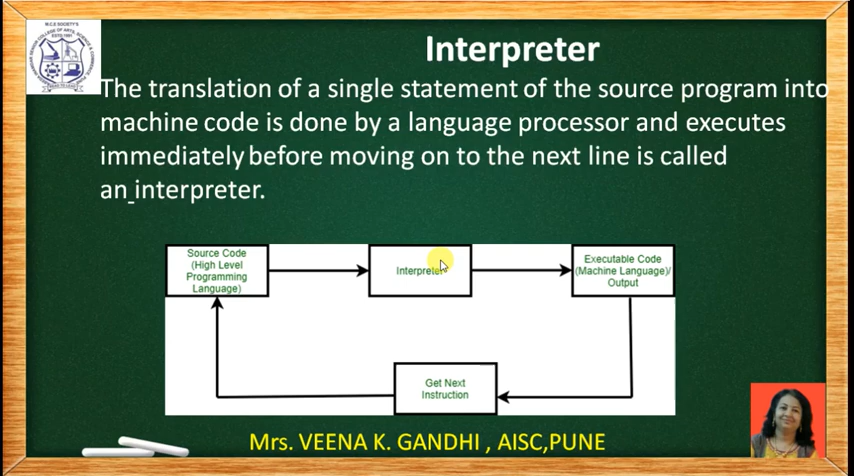 M.C.E SOCIETY'S
Interpreter
The translation of a single statement of the source program into
machine code is done by a language processor and executes
immediately before moving on to the next line is called
an interpreter.
Source Code
(High Level
Programming
Language)
Interpreter
Executable Code
(Machine Language)/
Output
Get Next
Instruction
Mrs. VEENA K. GANDHI , AISC,PUNE